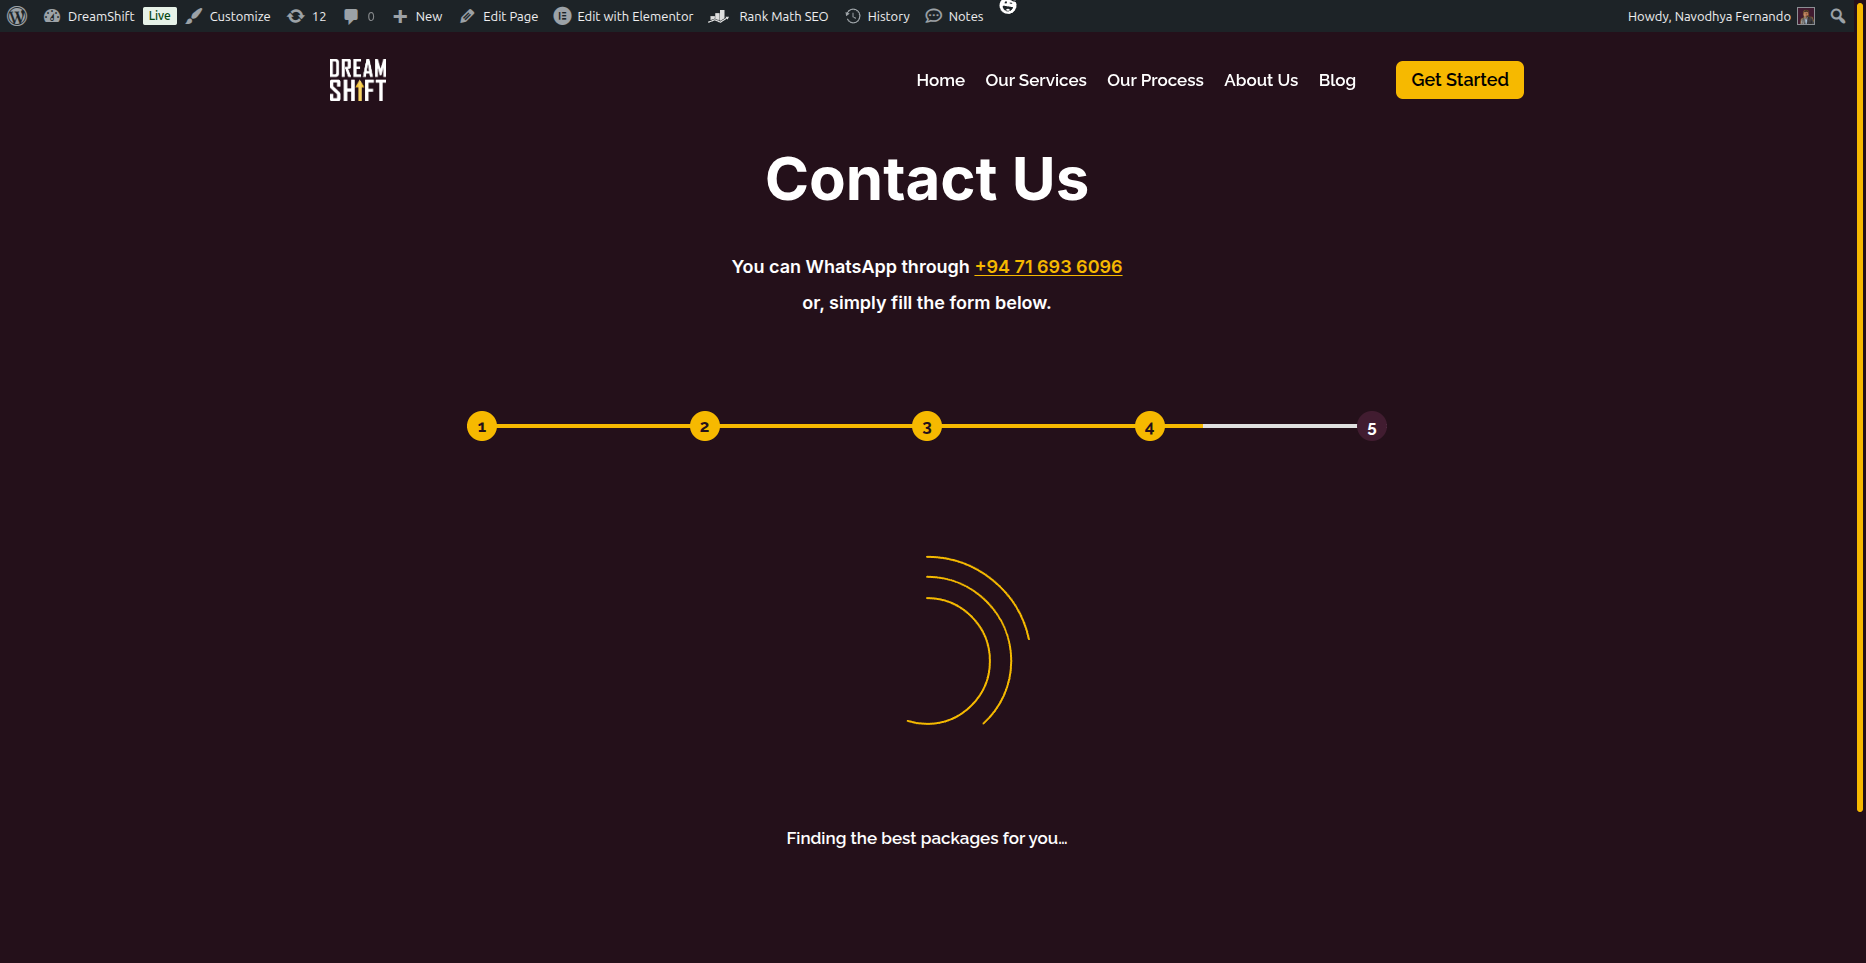 DreamShift Live Customize 12 0 New Edit Page Edit with Elementor Rank Math SEO History Notes Howdy, Navodhya Fernando
DREAM
SHIFT
Home Our Services Our Process About Us Blog Get Started
Contact Us
You can WhatsApp through +94 71 693 6096
or, simply fill the form below.
1 2 3 4 5
Finding the best packages for you...